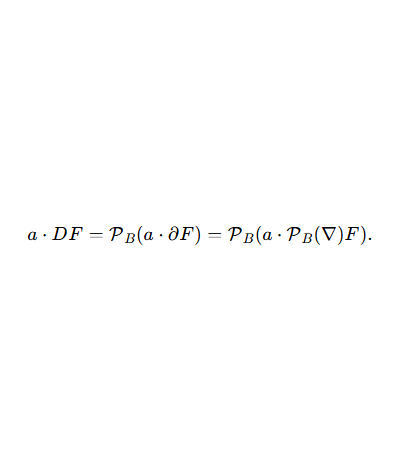 a · DF = 𝒫_B(a · ∂F) = 𝒫_B(a · 𝒫_B(∇)F).